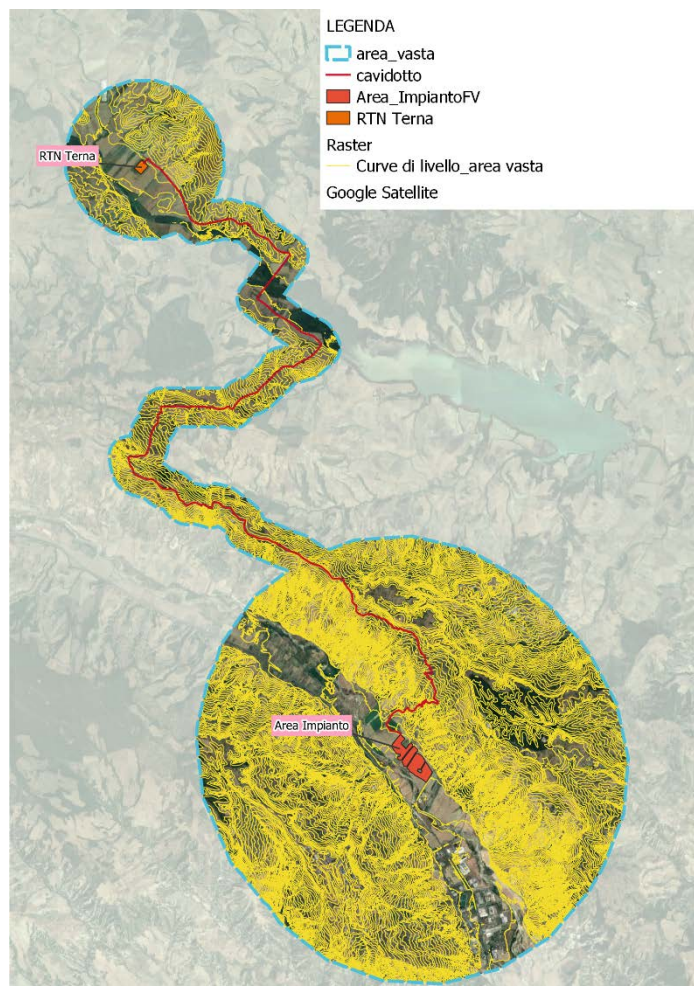 LEGENDA
area_vasta
cavidotto
Area_ImpiantoFV
RTN Terna
Raster
Curve di livello_area vasta
Google Satellite
RTN Terna
Area Impianto